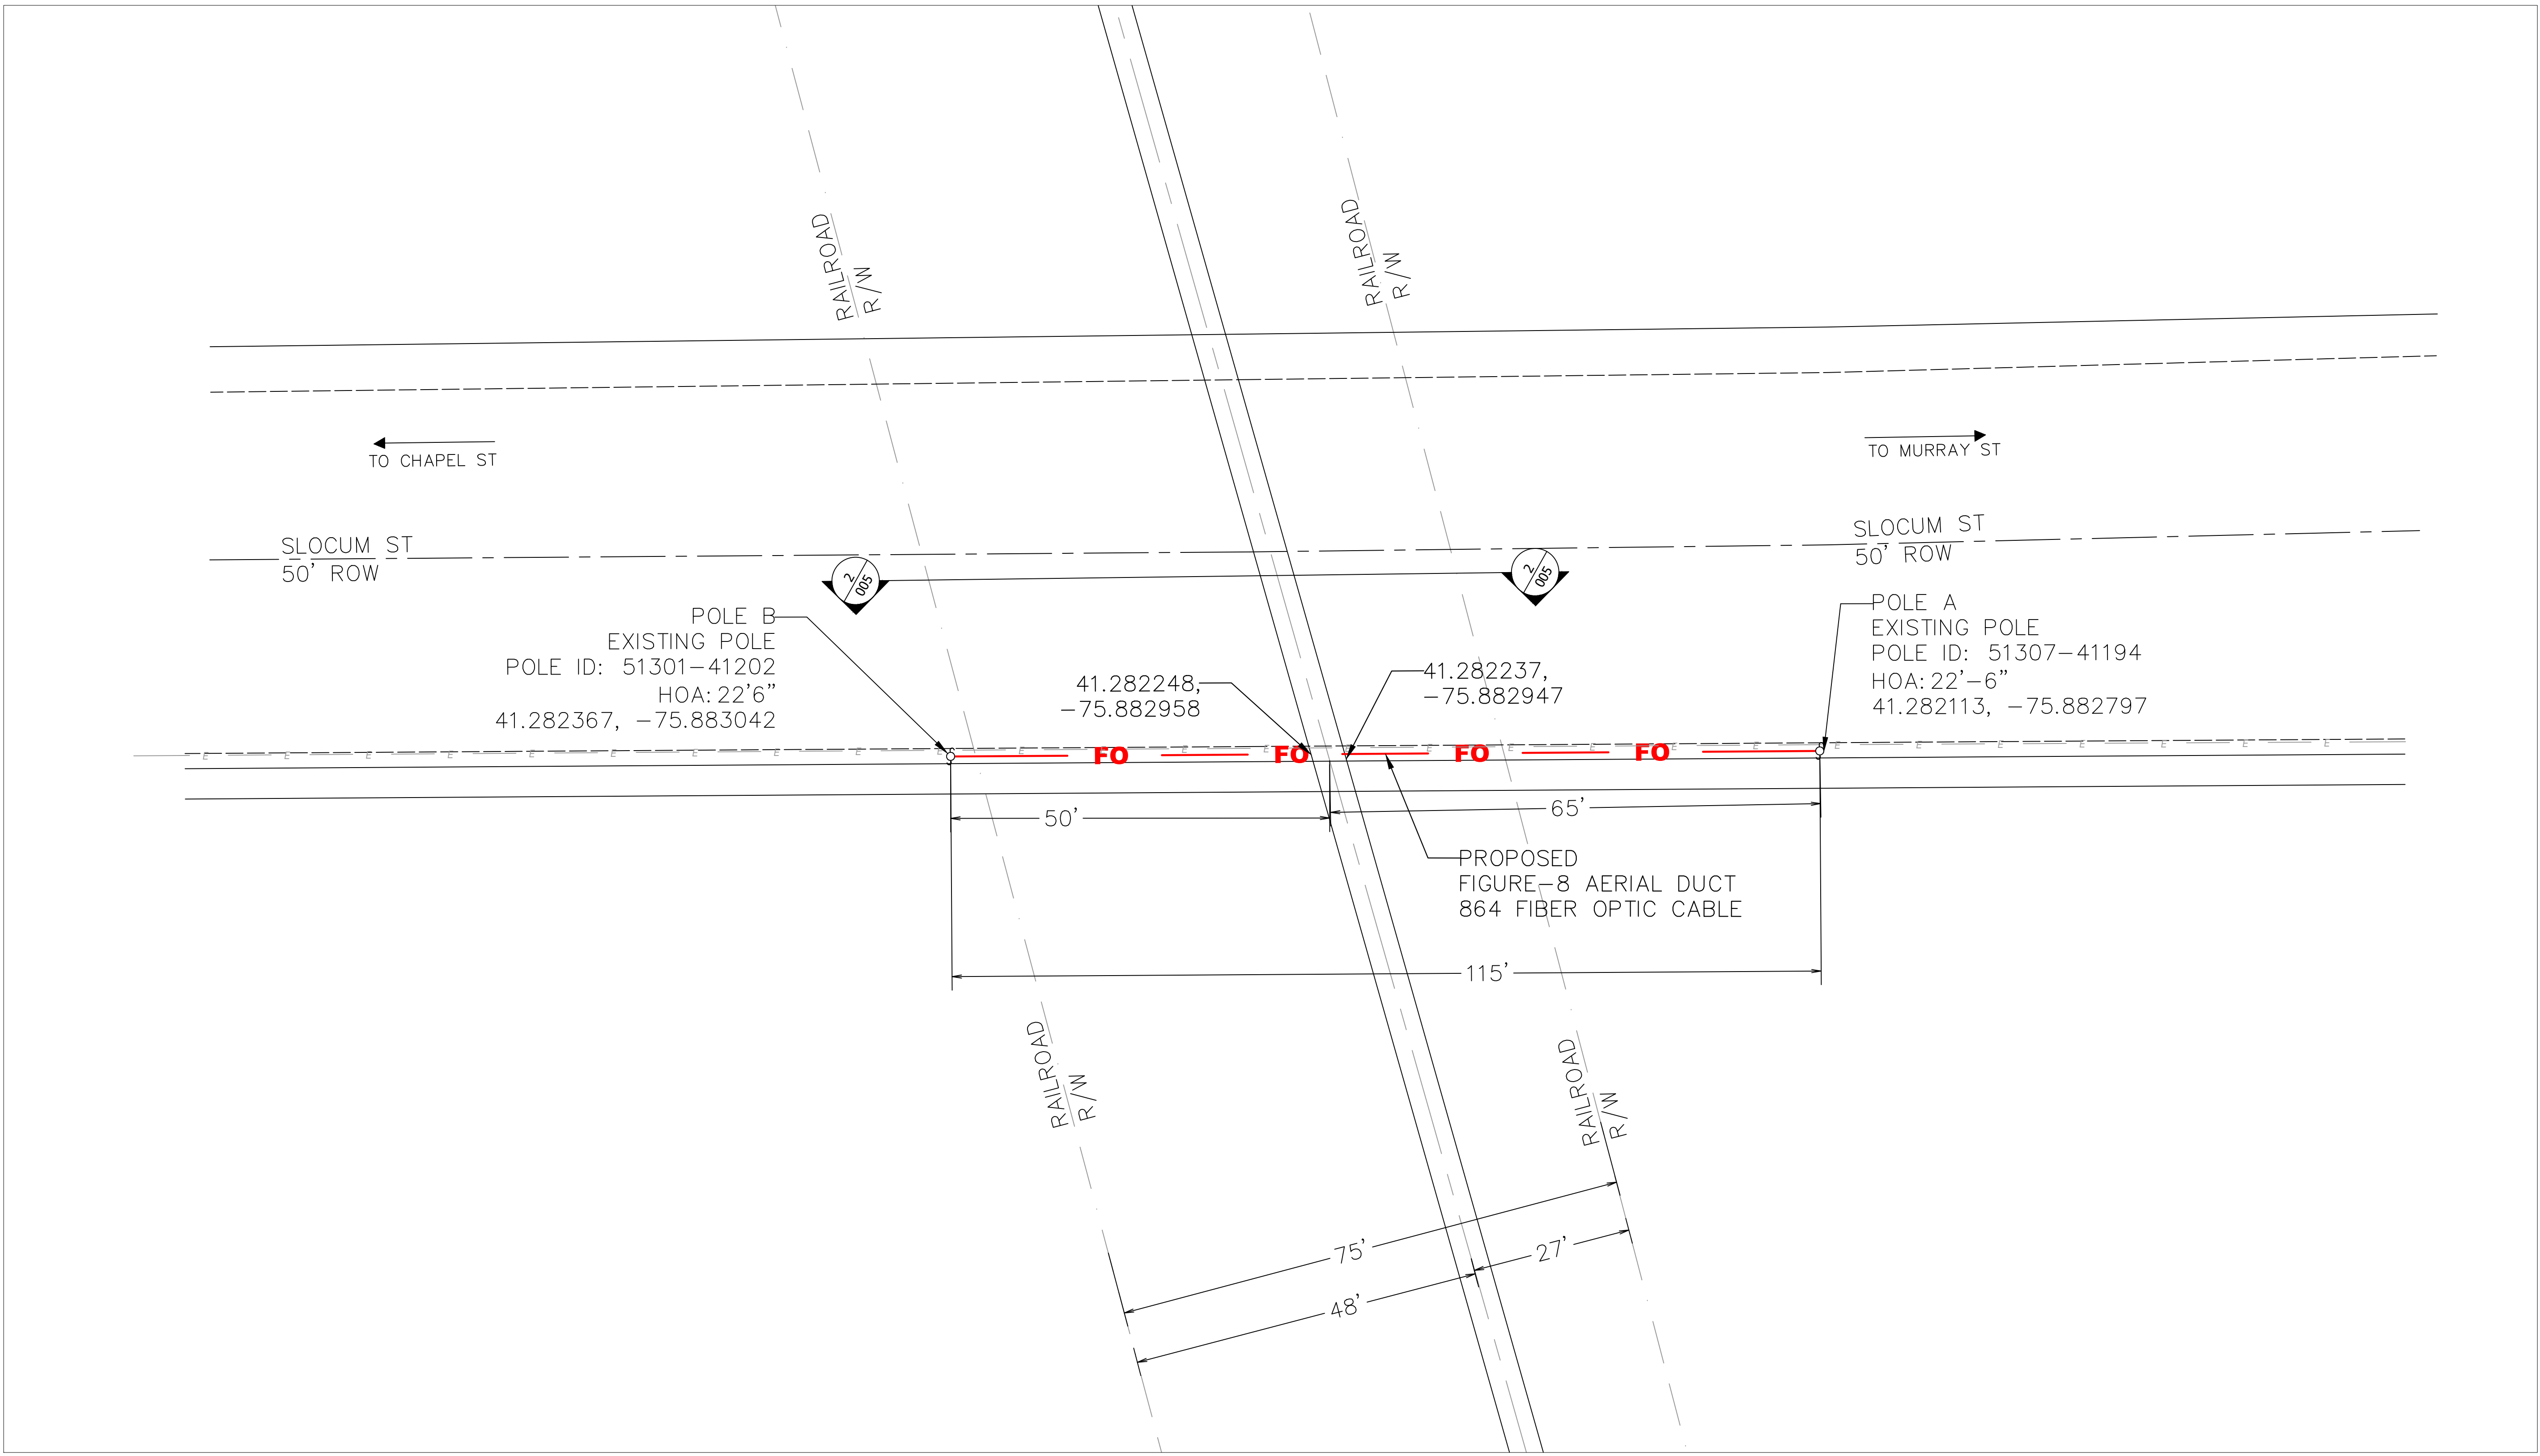 RAILROAD
R/W
RAILROAD
R/W
TO CHAPEL ST
TO MURRAY ST
SLOCUM ST
50' ROW
SLOCUM ST
50' ROW
2
005
2
005
POLE B
EXISTING POLE
POLE ID: 51301-41202
HOA: 22'6"
41.282367, -75.883042
41.282248,
-75.882958
41.282237,
-75.882947
POLE A
EXISTING POLE
POLE ID: 51307-41194
HOA: 22'-6"
41.282113, -75.882797
E E E E E E E E E E E E E E E E E E E E E E E E E E E
FO FO FO FO
50'
65'
PROPOSED
FIGURE-8 AERIAL DUCT
864 FIBER OPTIC CABLE
115'
RAILROAD
R/W
RAILROAD
R/W
75'
27'
48'